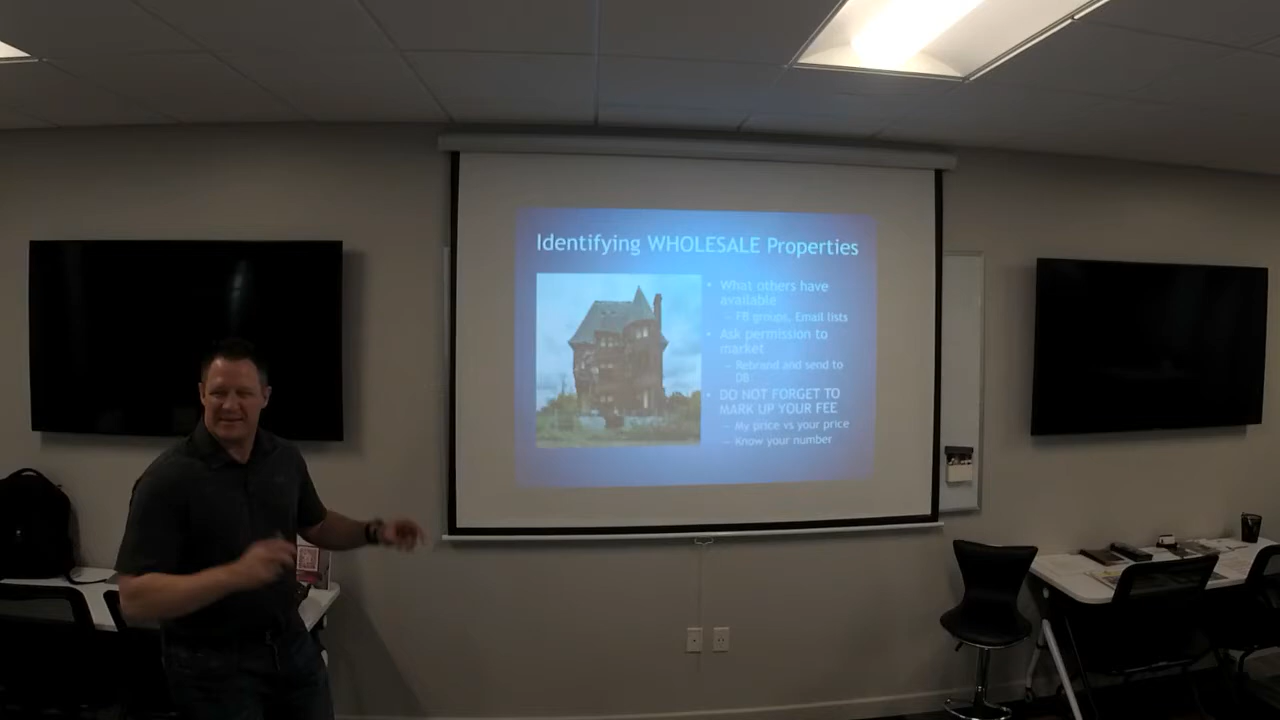 Identifying WHOLESALE Properties
• What others have
available
– FB groups, Email lists
• Ask permission to
market
– Rebrand and send to
DB
• DO NOT FORGET TO
MARK UP YOUR FEE
– My price vs your price
– Know your number